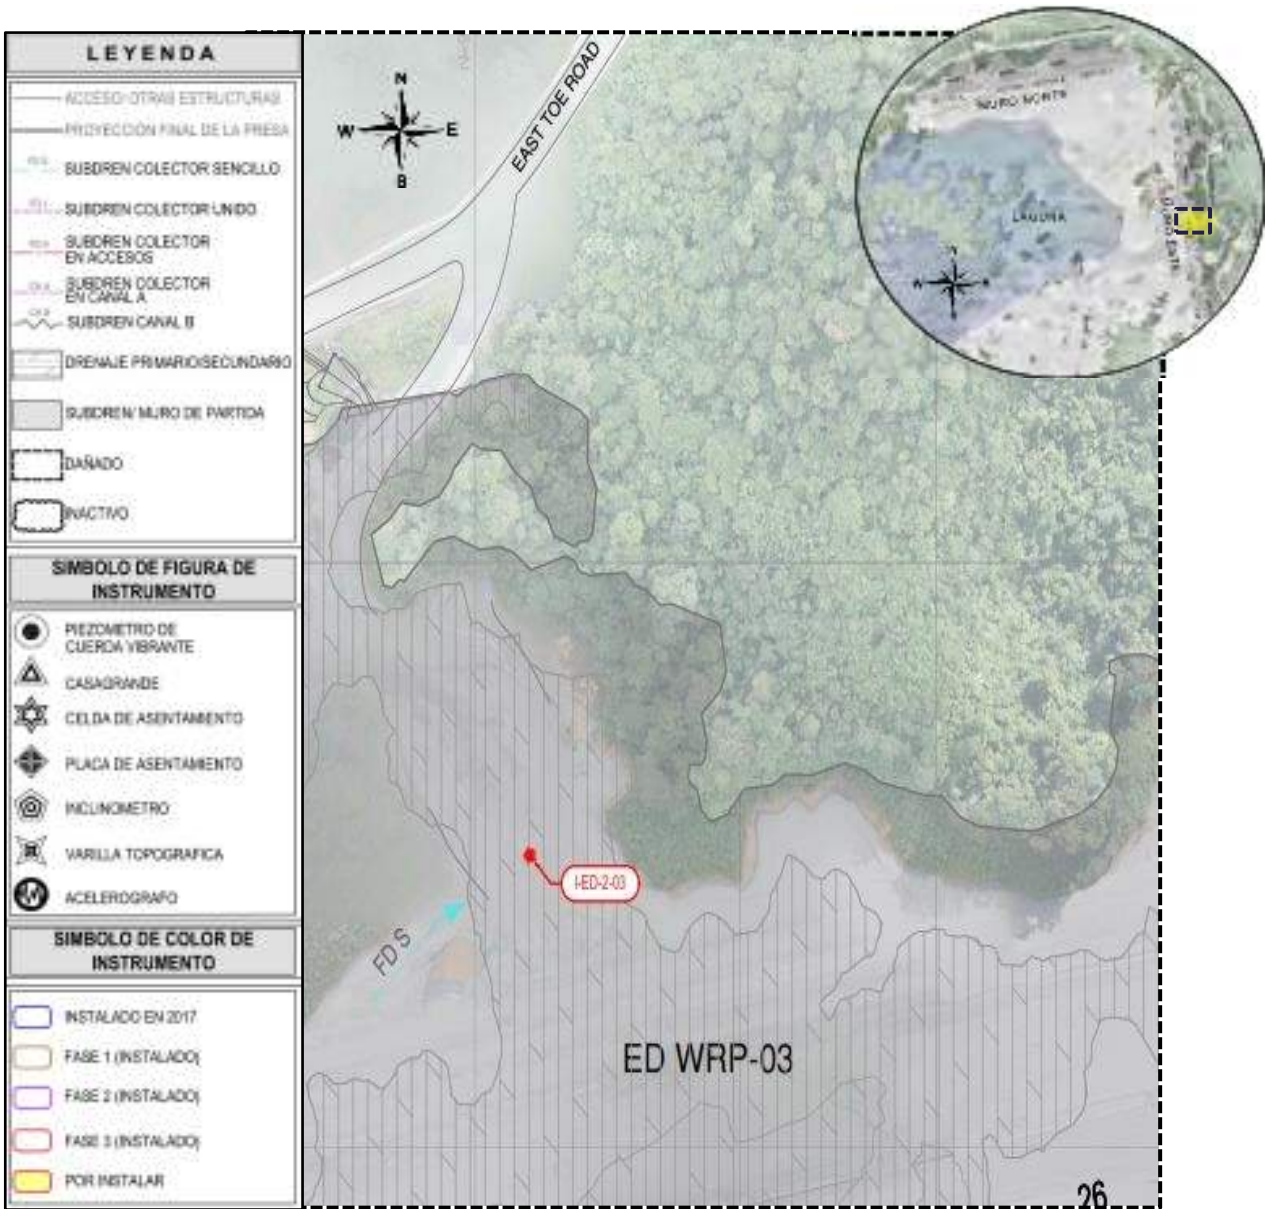 LEYENDA
ACCESO/OTRAS ESTRUCTURAS
PROYECCIÓN FINAL DE LA PRESA
SUBDREN COLECTOR SENCILLO
SUBDREN COLECTOR UNIDO
SUBDREN COLECTOR
EN ACCESOS
SUBDREN COLECTOR
EN CANAL A
SUBDREN CANAL B
DRENAJE PRIMARIO/SECUNDARIO
SUBDREN/ MURO DE PARTIDA
DAÑADO
INACTIVO
SIMBOLO DE FIGURA DE
INSTRUMENTO
PIEZOMETRO DE
CUERDA VIBRANTE
CASAGRANDE
CELDA DE ASENTAMIENTO
PLACA DE ASENTAMIENTO
INCLINOMETRO
VARILLA TOPOGRAFICA
ACELEROGRAFO
SIMBOLO DE COLOR DE
INSTRUMENTO
INSTALADO EN 2017
FASE 1 (INSTALADO)
FASE 2 (INSTALADO)
FASE 3 (INSTALADO)
POR INSTALAR
N
W E
S
EAST TOE ROAD
MURO NORTE
LAGUNA
MURO ESTE
I-ED-2-03
FD S
ED WRP-03
26